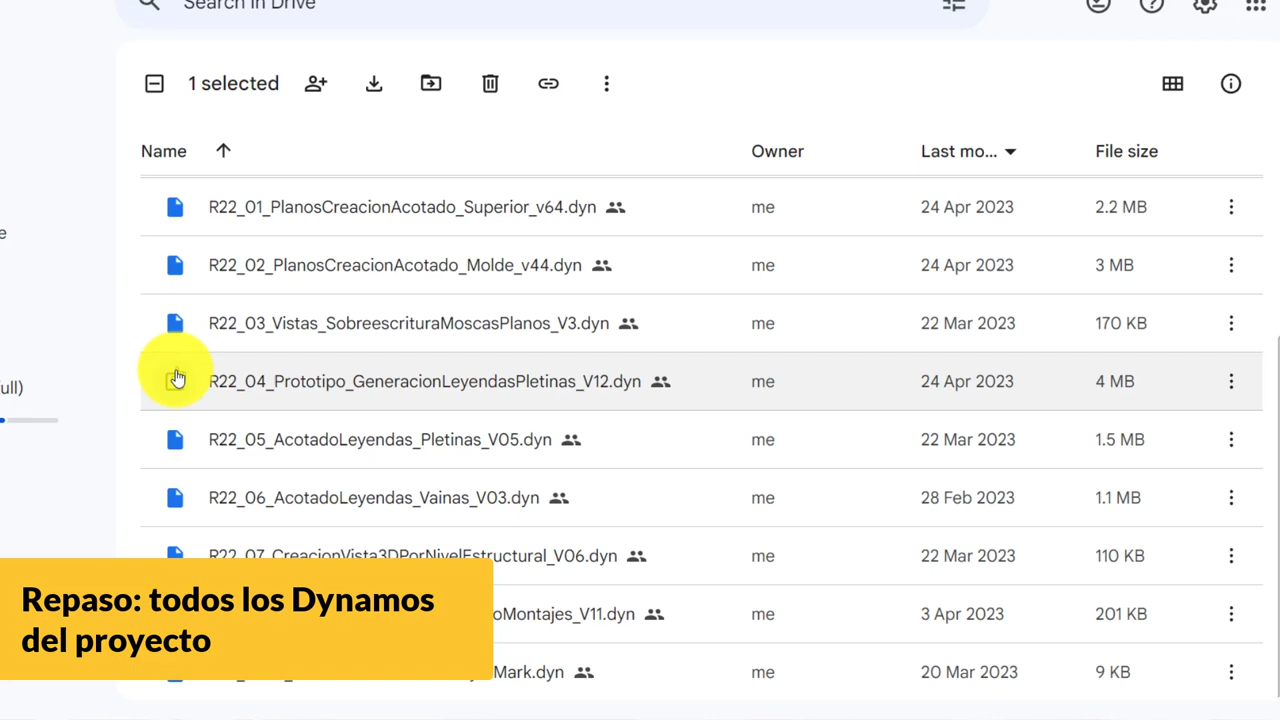 Search in Drive
1 selected
Name Owner Last mo... File size
R22_01_PlanosCreacionAcotado_Superior_v64.dyn me 24 Apr 2023 2.2 MB
R22_02_PlanosCreacionAcotado_Molde_v44.dyn me 24 Apr 2023 3 MB
R22_03_Vistas_SobreescrituraMoscasPlanos_V3.dyn me 22 Mar 2023 170 KB
R22_04_Prototipo_GeneracionLeyendasPletinas_V12.dyn me 24 Apr 2023 4 MB
ull)
R22_05_AcotadoLeyendas_Pletinas_V05.dyn me 22 Mar 2023 1.5 MB
R22_06_AcotadoLeyendas_Vainas_V03.dyn me 28 Feb 2023 1.1 MB
R22_07_CreacionVista3DPorNivelEstructural_V06.dyn me 22 Mar 2023 110 KB
oMontajes_V11.dyn me 3 Apr 2023 201 KB
Mark.dyn me 20 Mar 2023 9 KB
Repaso: todos los Dynamos
del proyecto